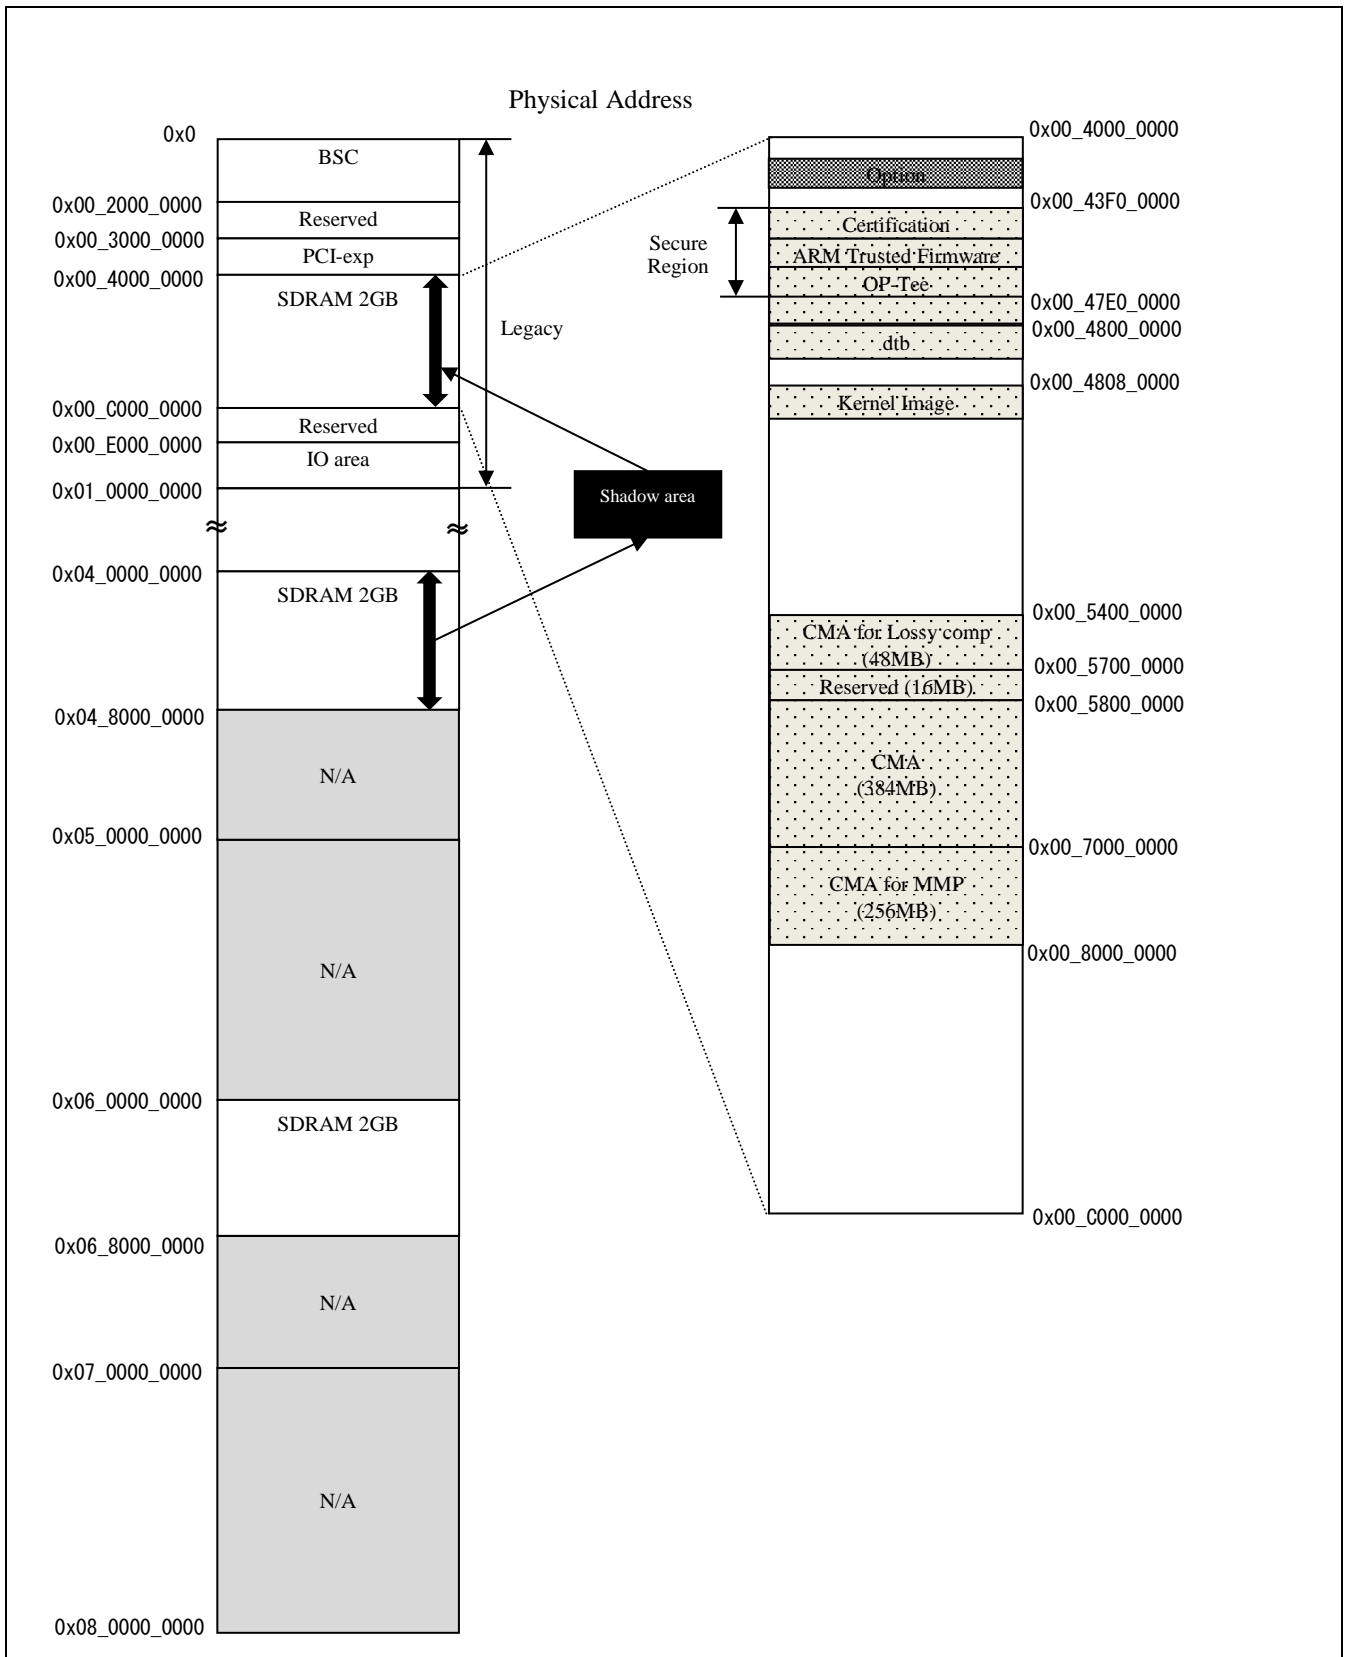 Physical Address
0x0
BSC
0x00_2000_0000
Reserved
0x00_3000_0000
PCI-exp
0x00_4000_0000
SDRAM 2GB
Legacy
0x00_C000_0000
Reserved
0x00_E000_0000
IO area
0x01_0000_0000
≈
≈
Shadow area
0x04_0000_0000
SDRAM 2GB
0x04_8000_0000
N/A
0x05_0000_0000
N/A
0x06_0000_0000
SDRAM 2GB
0x06_8000_0000
N/A
0x07_0000_0000
N/A
0x08_0000_0000
0x00_4000_0000
Option
0x00_43F0_0000
Secure
Region
Certification
ARM Trusted Firmware
OP-Tee
0x00_47E0_0000
0x00_4800_0000
dtb
0x00_4808_0000
Kernel Image
0x00_5400_0000
CMA for Lossy comp
(48MB)
0x00_5700_0000
Reserved (16MB)
0x00_5800_0000
CMA
(384MB)
0x00_7000_0000
CMA for MMP
(256MB)
0x00_8000_0000
0x00_C000_0000